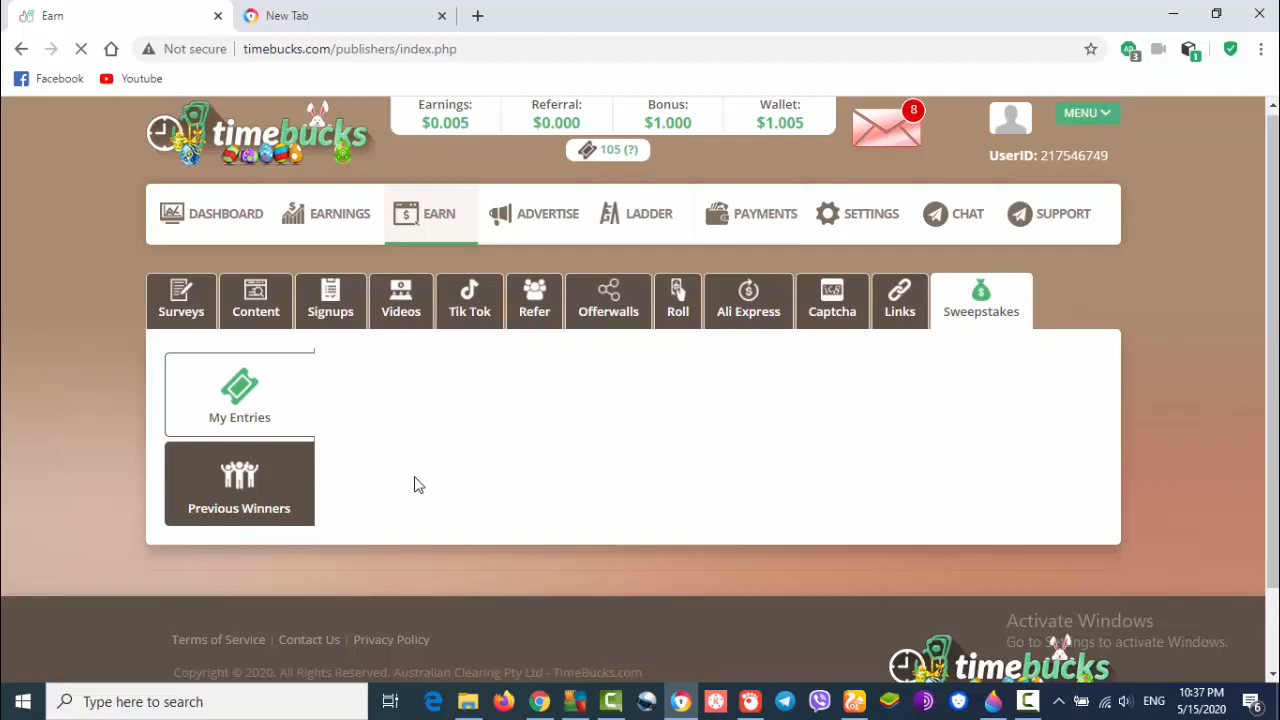 Earn
New Tab
Not secure timebucks.com/publishers/index.php
3
1
Facebook
Youtube
timebucks
Earnings:
$0.005
Referral:
$0.000
Bonus:
$1.000
Wallet:
$1.005
105 (?)
8
MENU
UserID: 217546749
DASHBOARD
EARNINGS
EARN
ADVERTISE
LADDER
PAYMENTS
SETTINGS
CHAT
SUPPORT
Surveys
Content
Signups
Videos
Tik Tok
Refer
Offerwalls
Roll
Ali Express
Captcha
Links
Sweepstakes
My Entries
Previous Winners
Terms of Service | Contact Us | Privacy Policy
Copyright © 2020. All Rights Reserved. Australian Clearing Pty Ltd - TimeBucks.com
Activate Windows
Go to Settings to activate Windows.
timebucks
Type here to search
ENG
10:37 PM
5/15/2020
6